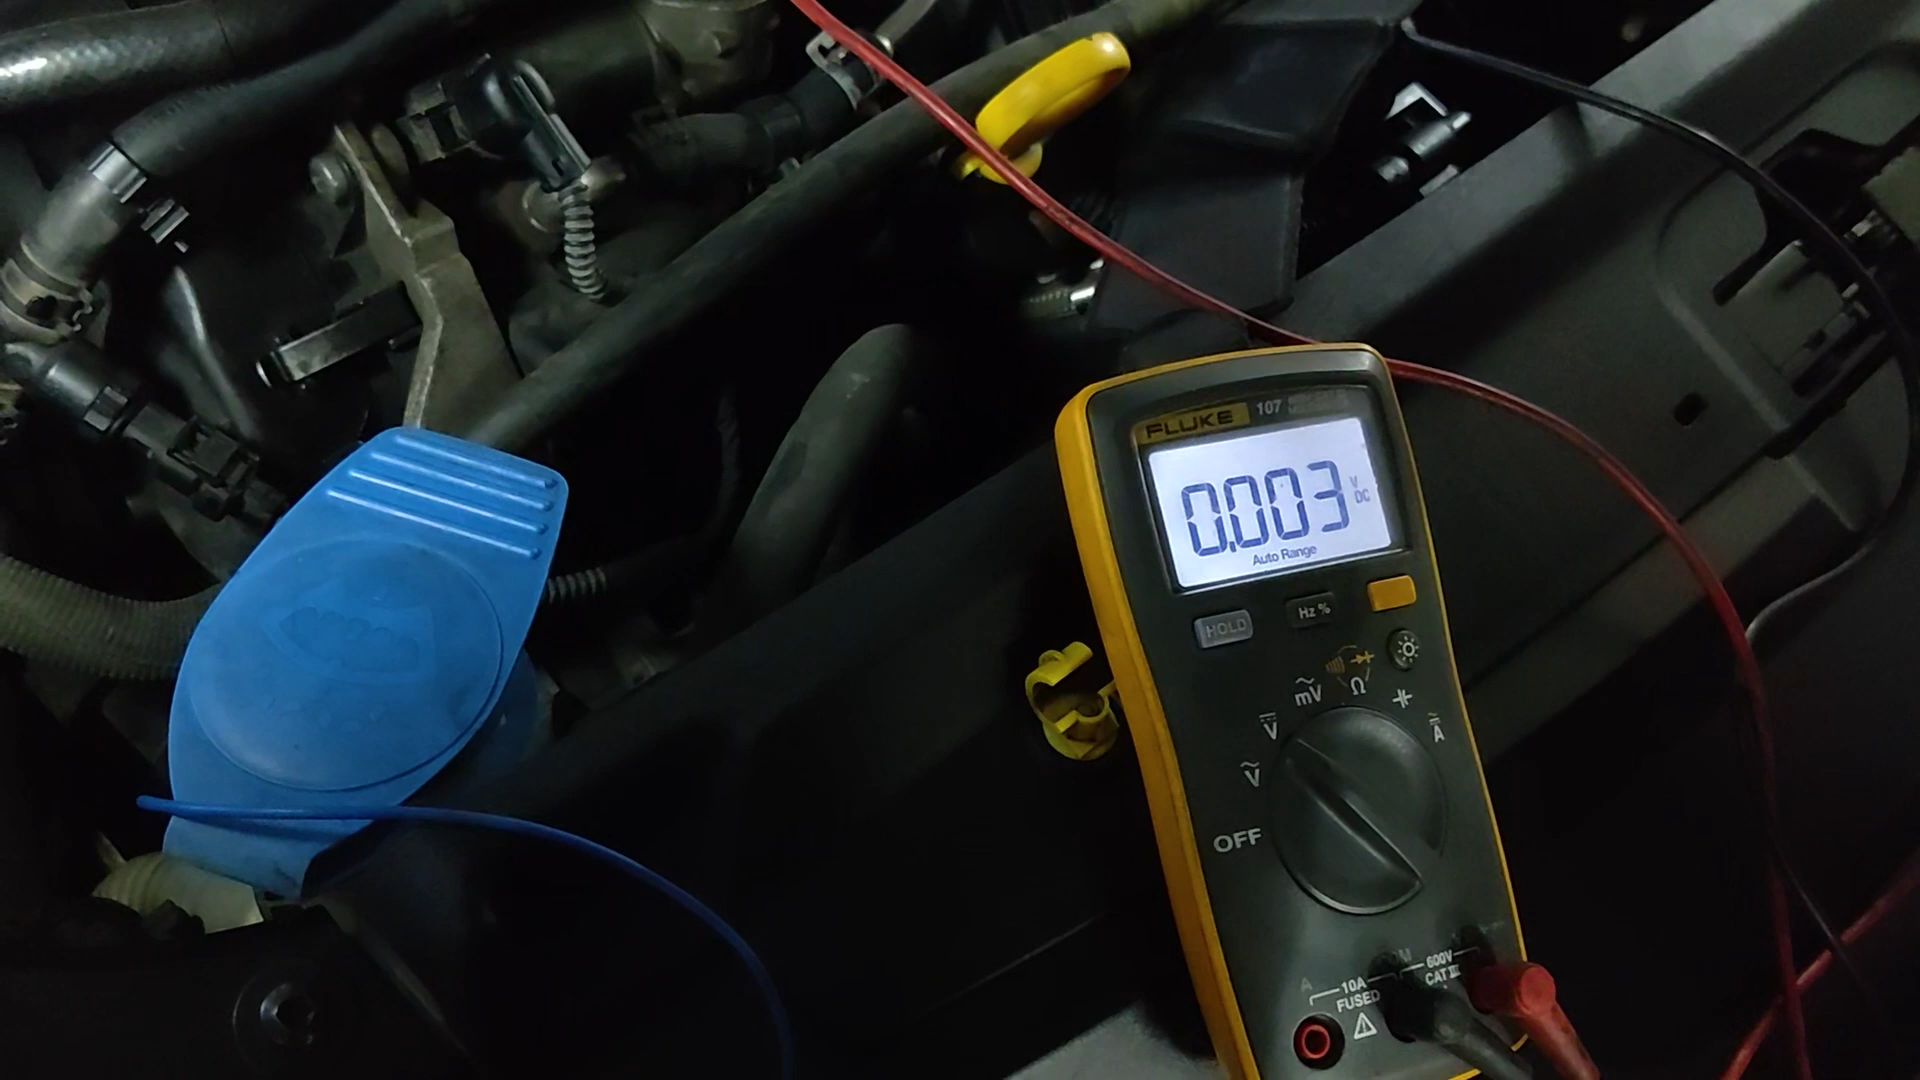 FLUKE 107
0.003 V DC
Auto Range
HOLD
Hz %
mV
Ω
V
A
V
OFF
A
10A
FUSED
600V
CAT III